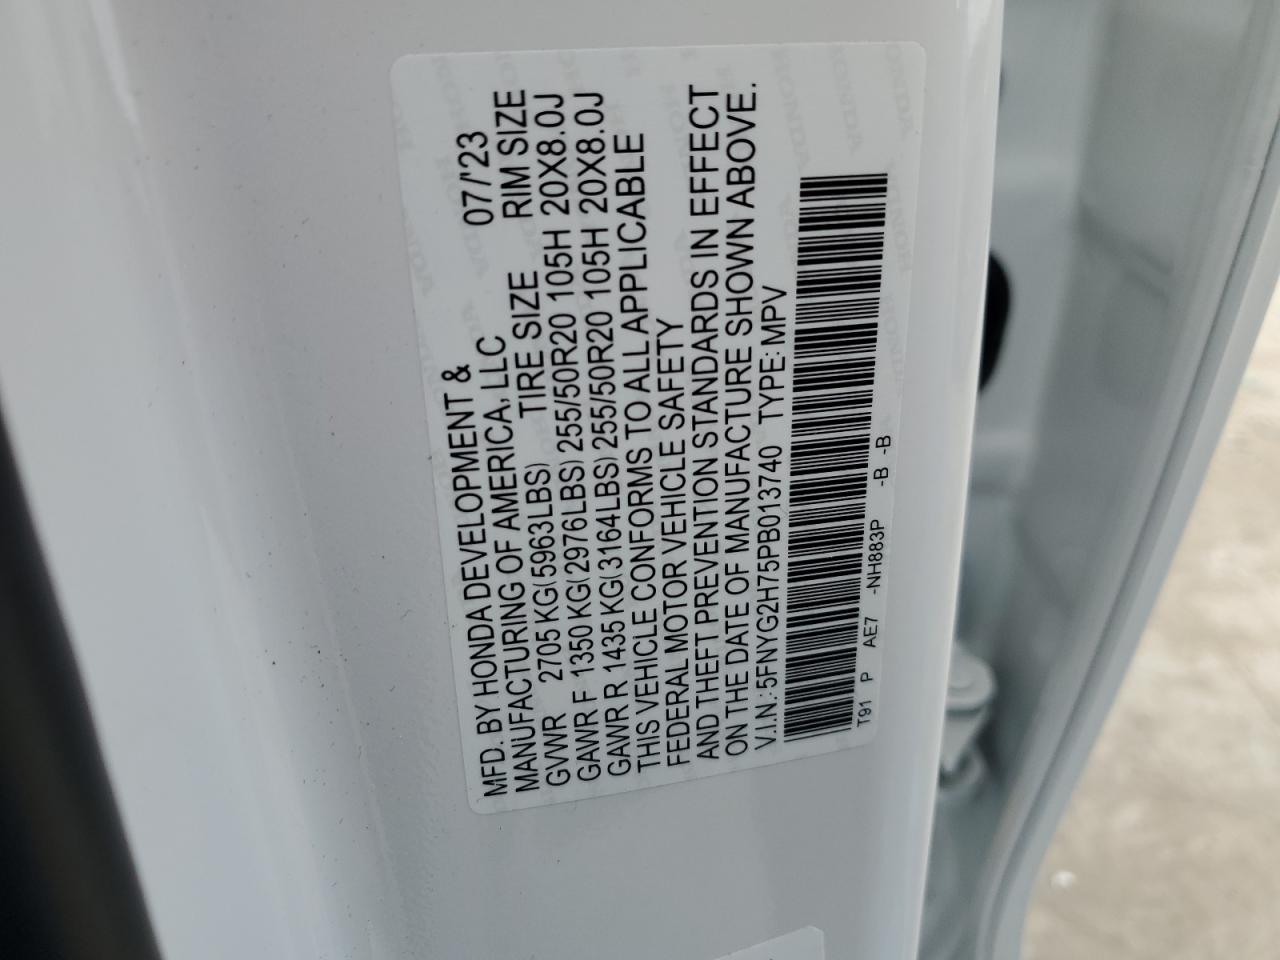 MFD. BY HONDA DEVELOPMENT & 07/'23
MANUFACTURING OF AMERICA, LLC
TIRE SIZE RIM SIZE
GVWR 2705 KG(5963LBS)
GAWR F 1350 KG(2976LBS) 255/50R20 105H 20X8.0J
GAWR R 1435 KG(3164LBS) 255/50R20 105H 20X8.0J
THIS VEHICLE CONFORMS TO ALL APPLICABLE
FEDERAL MOTOR VEHICLE SAFETY
AND THEFT PREVENTION STANDARDS IN EFFECT
ON THE DATE OF MANUFACTURE SHOWN ABOVE.
V.I.N.: 5FNYG2H75PB013740 TYPE: MPV
T91 P AE7 -NH883P -B -B